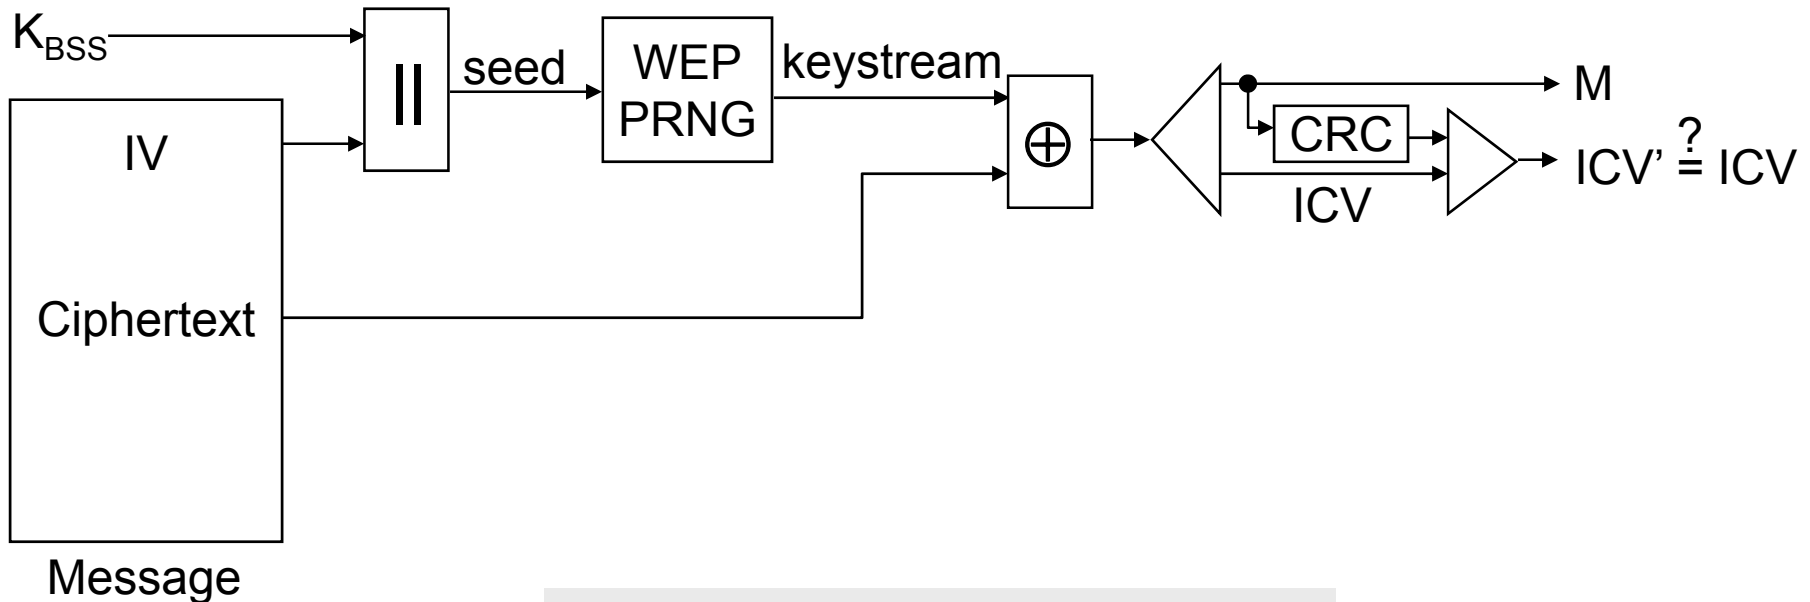 K_BSS
||
seed
WEP
PRNG
keystream
⊕
M
CRC
ICV
ICV’ ≟ ICV
IV
Ciphertext
Message